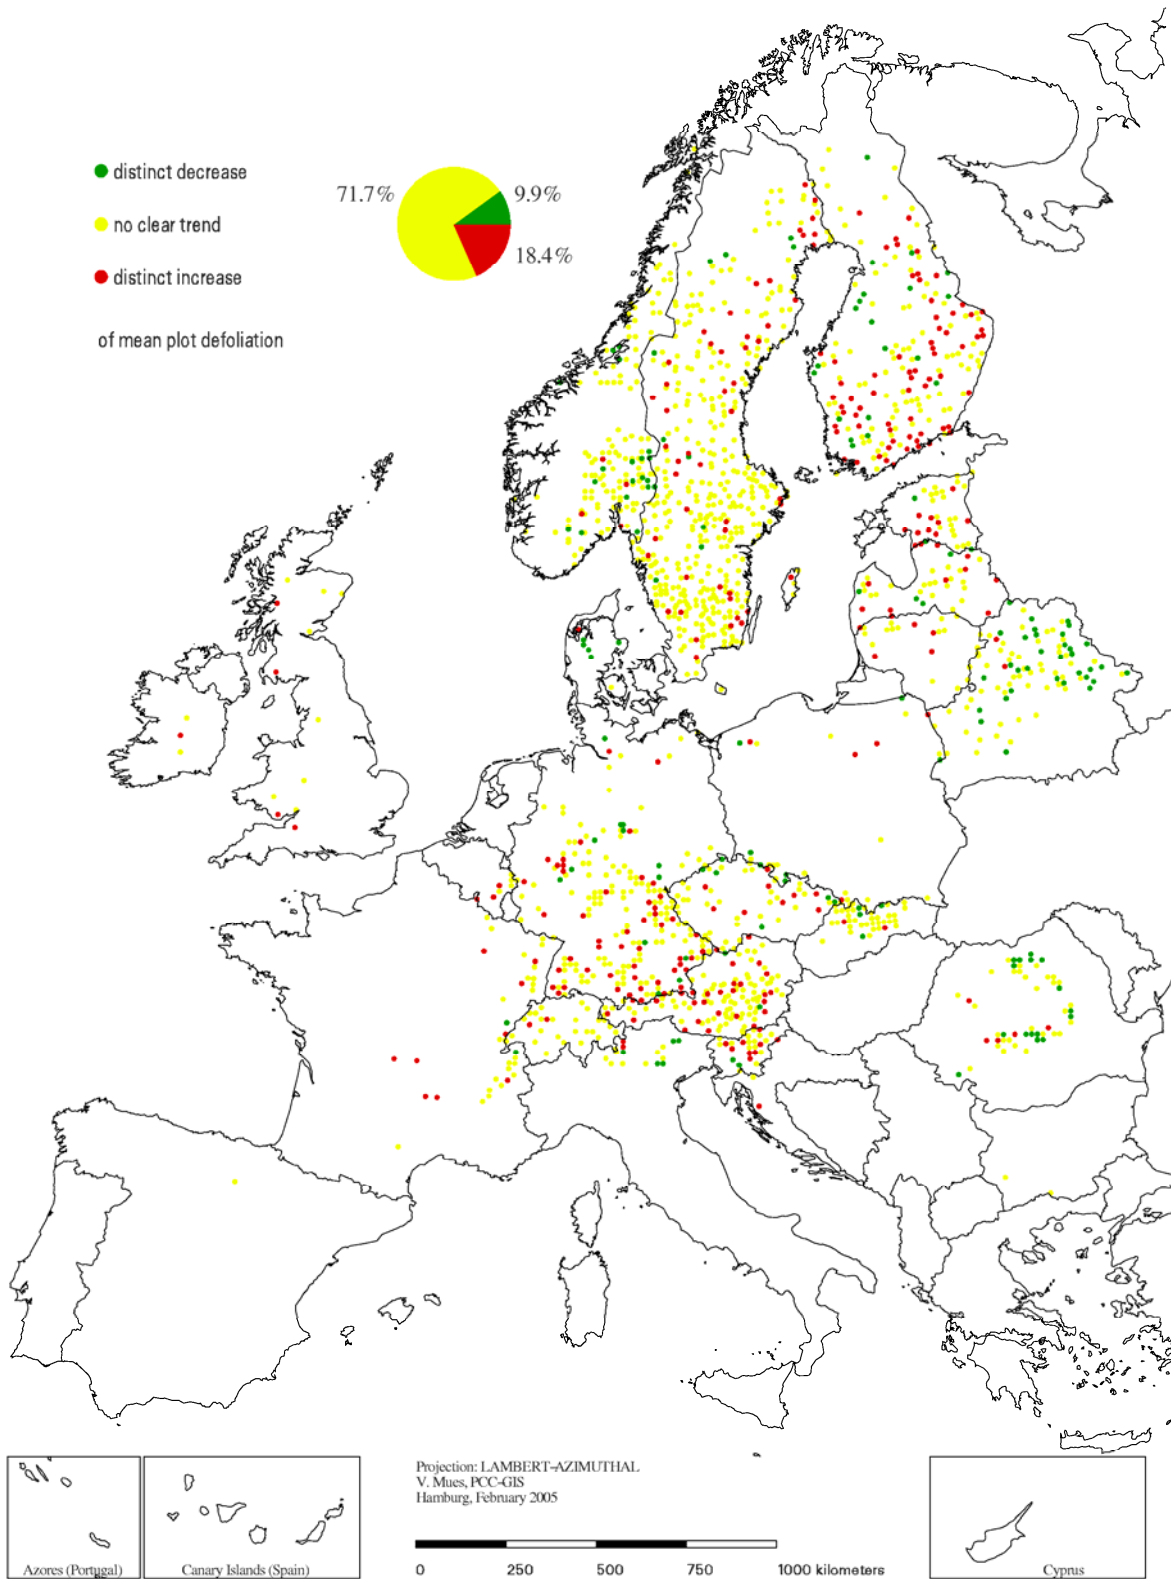 distinct decrease
no clear trend
distinct increase
of mean plot defoliation
71.7%
9.9%
18.4%
Projection: LAMBERT-AZIMUTHAL
V. Mues, PCC-GIS
Hamburg, February 2005
0 250 500 750 1000 kilometers
Azores (Portugal)
Canary Islands (Spain)
Cyprus